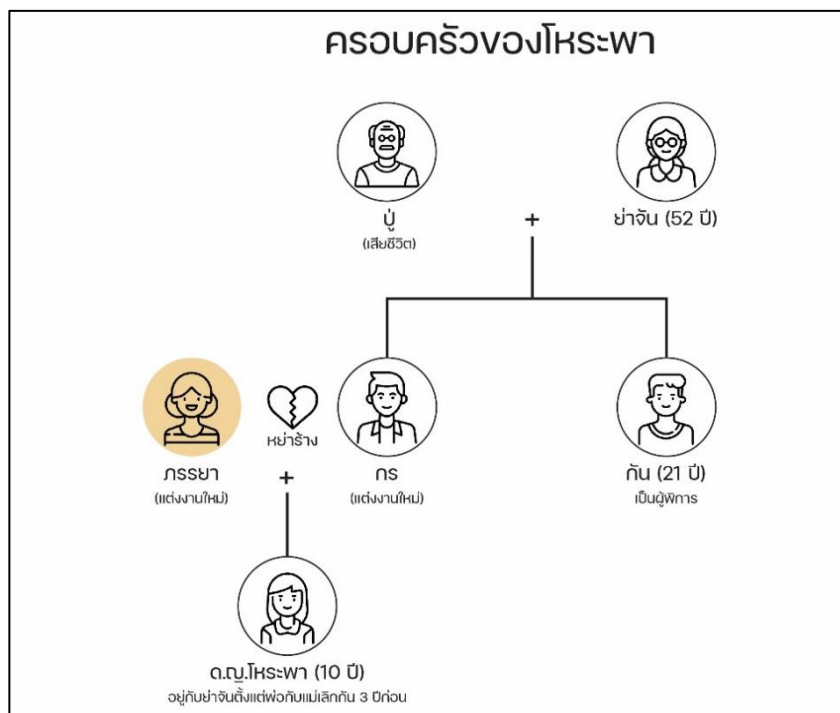 ครอบครัวของโหระพา
ปู่
(เสียชีวิต)
+
ย่าจัน (52 ปี)
หย่าร้าง
ภรรยา
(แต่งงานใหม่)
+
กร
(แต่งงานใหม่)
กัน (21 ปี)
เป็นผู้พิการ
ด.ญ.โหระพา (10 ปี)
อยู่กับย่าจันตั้งแต่พ่อกับแม่เลิกกัน 3 ปีก่อน